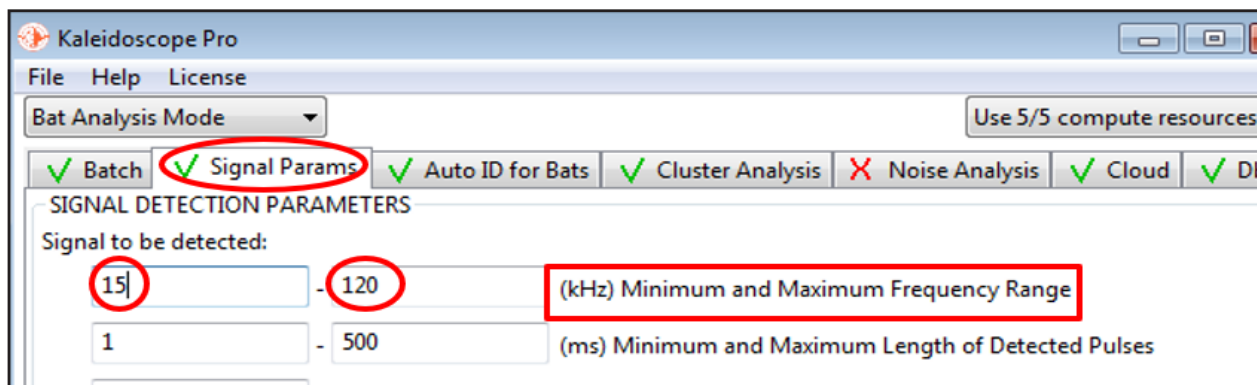 Kaleidoscope Pro
File Help License
Bat Analysis Mode Use 5/5 compute resources
Batch Signal Params Auto ID for Bats Cluster Analysis Noise Analysis Cloud
SIGNAL DETECTION PARAMETERS
Signal to be detected:
15 - 120 (kHz) Minimum and Maximum Frequency Range
1 - 500 (ms) Minimum and Maximum Length of Detected Pulses